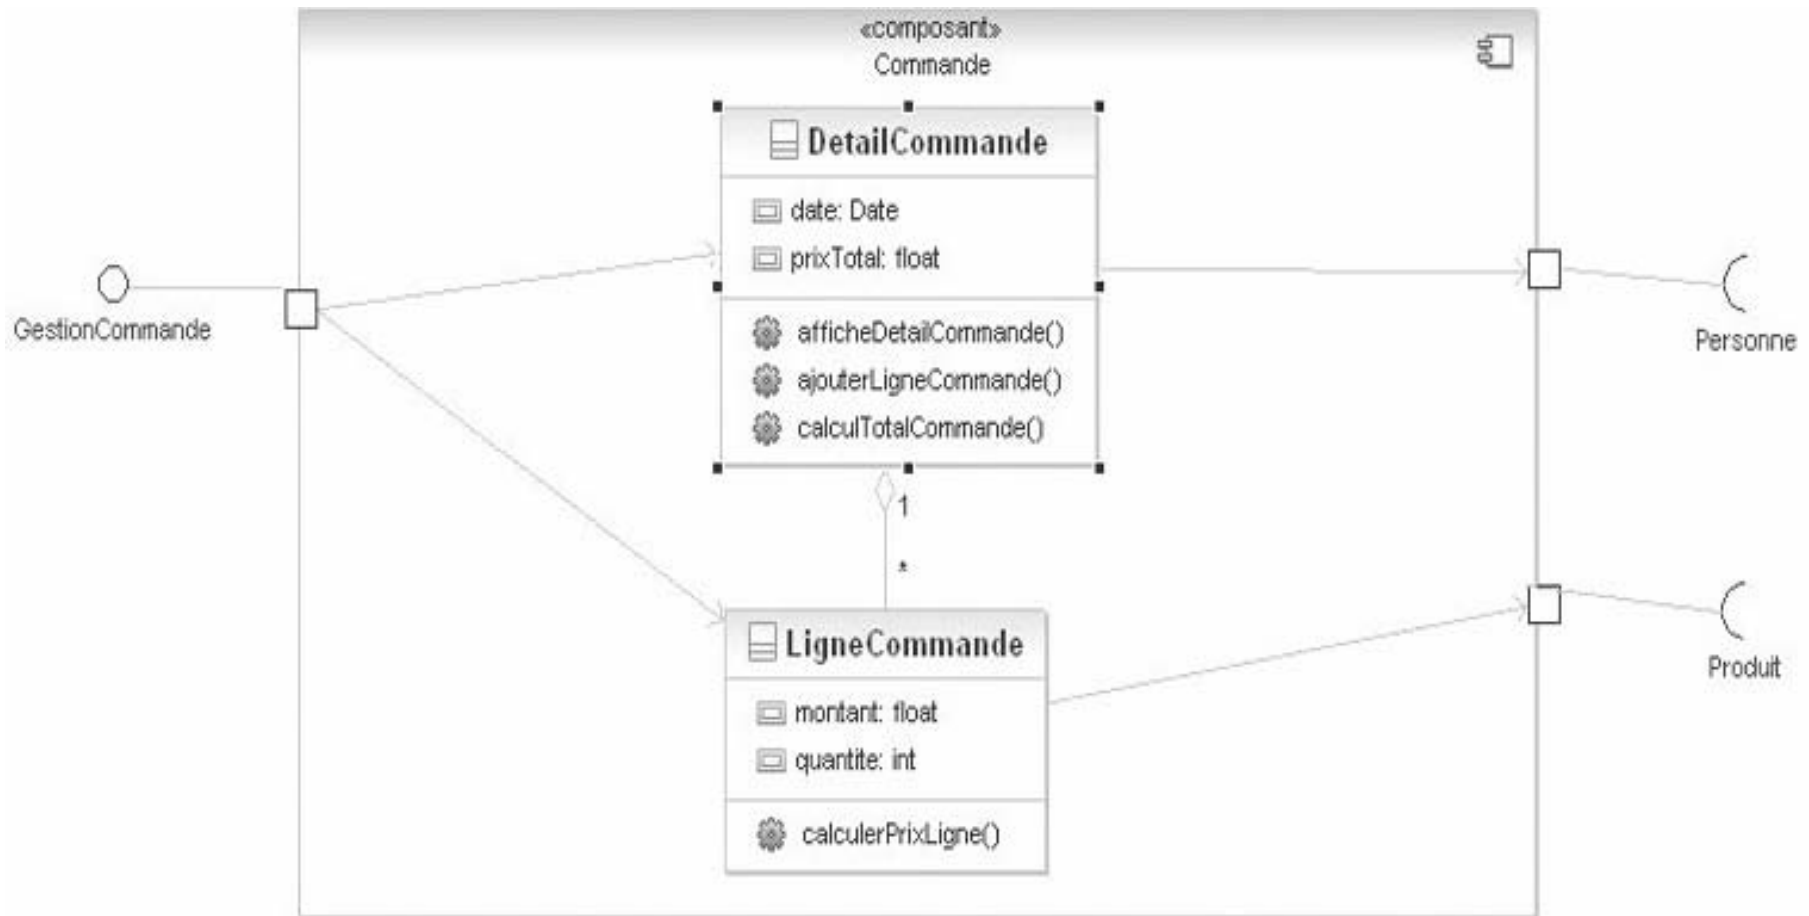 «composant»
Commande
DetailCommande
date: Date
prixTotal: float
GestionCommande
afficheDetailCommande()
ajouterLigneCommande()
calculTotalCommande()
Personne
1
*
LigneCommande
montant: float
quantite: int
calculerPrixLigne()
Produit